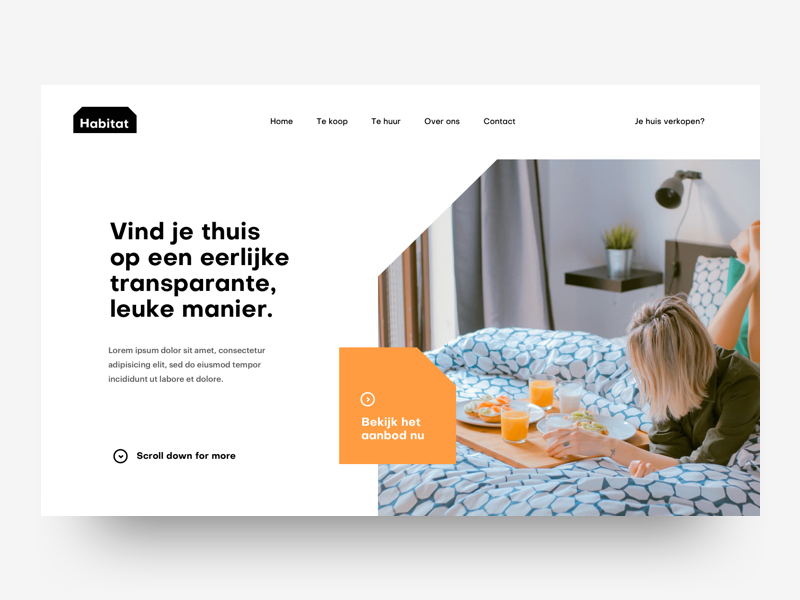 Habitat
Home
Te koop
Te huur
Over ons
Contact
Je huis verkopen?
Vind je thuis
op een eerlijke
transparante,
leuke manier.
Lorem ipsum dolor sit amet, consectetur
adipisicing elit, sed do eiusmod tempor
incididunt ut labore et dolore.
Bekijk het
aanbod nu
Scroll down for more